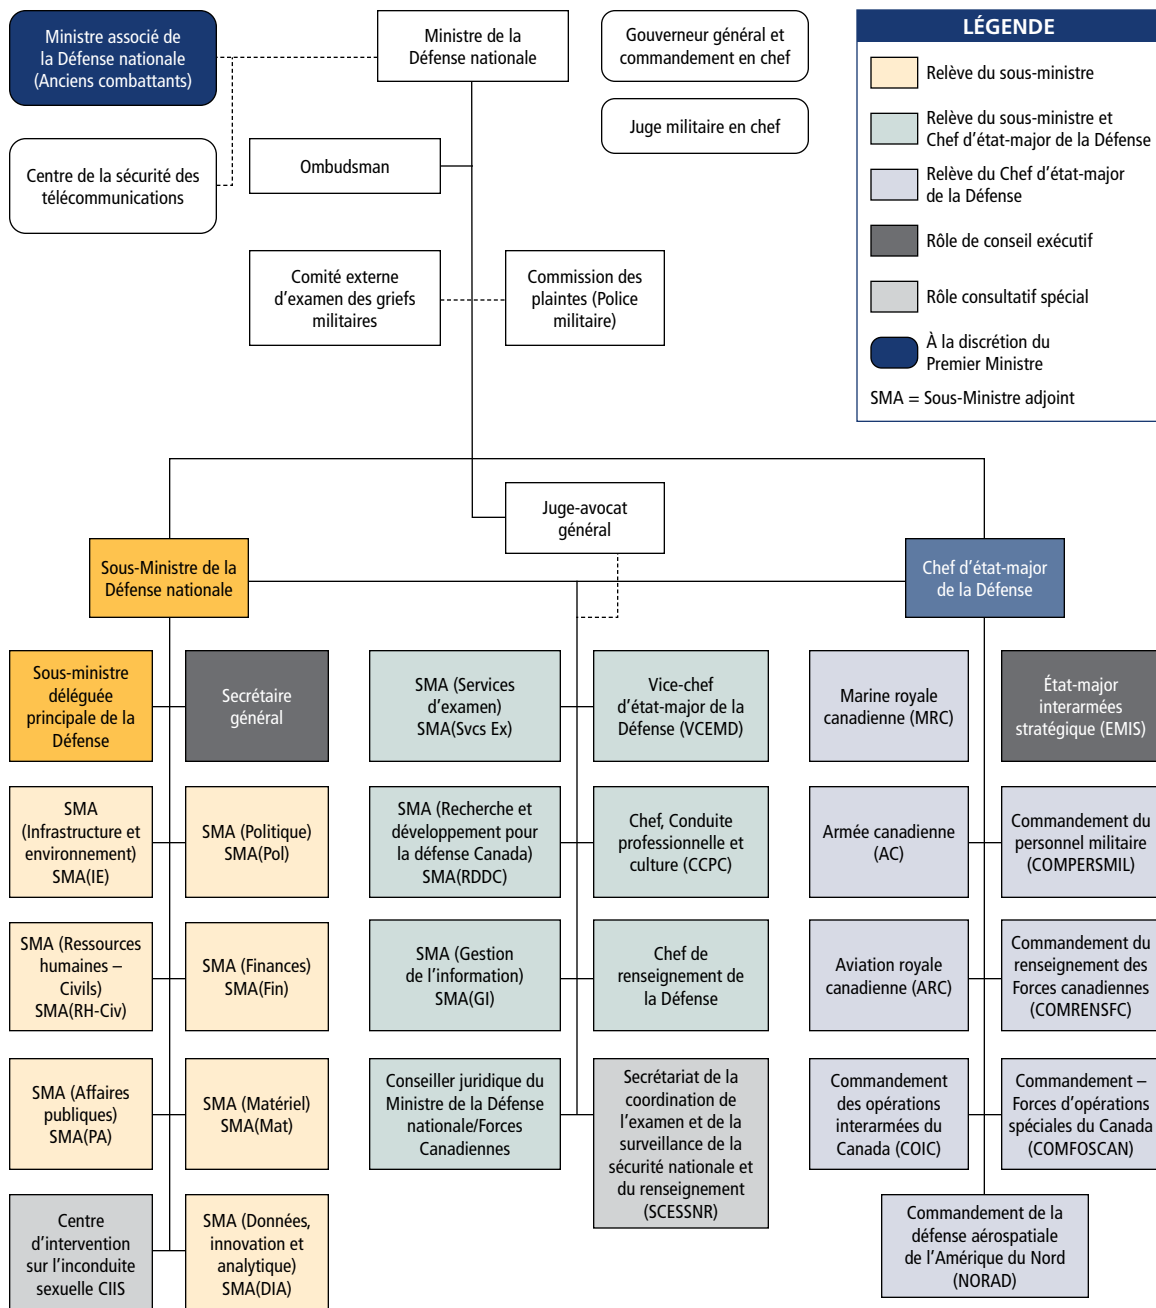 Ministre associé de
la Défense nationale
(Anciens combattants)
Ministre de la
Défense nationale
Gouverneur général et
commandement en chef
Juge militaire en chef
Centre de la sécurité des
télécommunications
Ombudsman
Comité externe
d'examen des griefs
militaires
Commission des
plaintes (Police
militaire)
LÉGENDE
Relève du sous-ministre
Relève du sous-ministre et
Chef d'état-major de la Défense
Relève du Chef d'état-major
de la Défense
Rôle de conseil exécutif
Rôle consultatif spécial
À la discrétion du
Premier Ministre
SMA = Sous-Ministre adjoint
Juge-avocat
général
Sous-Ministre de la
Défense nationale
Chef d'état-major
de la Défense
Sous-ministre
déléguée
principale de la
Défense
Secrétaire
général
SMA (Services
d'examen)
SMA(Svcs Ex)
Vice-chef
d'état-major de la
Défense (VCEMD)
Marine royale
canadienne (MRC)
État-major
interarmées
stratégique (EMIS)
SMA
(Infrastructure et
environnement)
SMA(IE)
SMA (Politique)
SMA(Pol)
SMA (Recherche et
développement pour
la défense Canada)
SMA(RDDC)
Chef, Conduite
professionnelle et
culture (CCPC)
Armée canadienne
(AC)
Commandement du
personnel militaire
(COMPERSMIL)
SMA (Ressources
humaines –
Civils)
SMA(RH-Civ)
SMA (Finances)
SMA(Fin)
SMA (Gestion
de l'information)
SMA(GI)
Chef de
renseignement de
la Défense
Aviation royale
canadienne (ARC)
Commandement du
renseignement des
Forces canadiennes
(COMRENSFC)
SMA (Affaires
publiques)
SMA(PA)
SMA (Matériel)
SMA(Mat)
Conseiller juridique du
Ministre de la Défense
nationale/Forces
Canadiennes
Secrétariat de la
coordination de
l'examen et de la
surveillance de la
sécurité nationale et
du renseignement
(SCESSNR)
Commandement
des opérations
interarmées du
Canada (COIC)
Commandement –
Forces d'opérations
spéciales du Canada
(COMFOSCAN)
Centre
d'intervention
sur l'inconduite
sexuelle CIIS
SMA (Données,
innovation et
analytique)
SMA(DIA)
Commandement de la
défense aérospatiale
de l'Amérique du Nord
(NORAD)